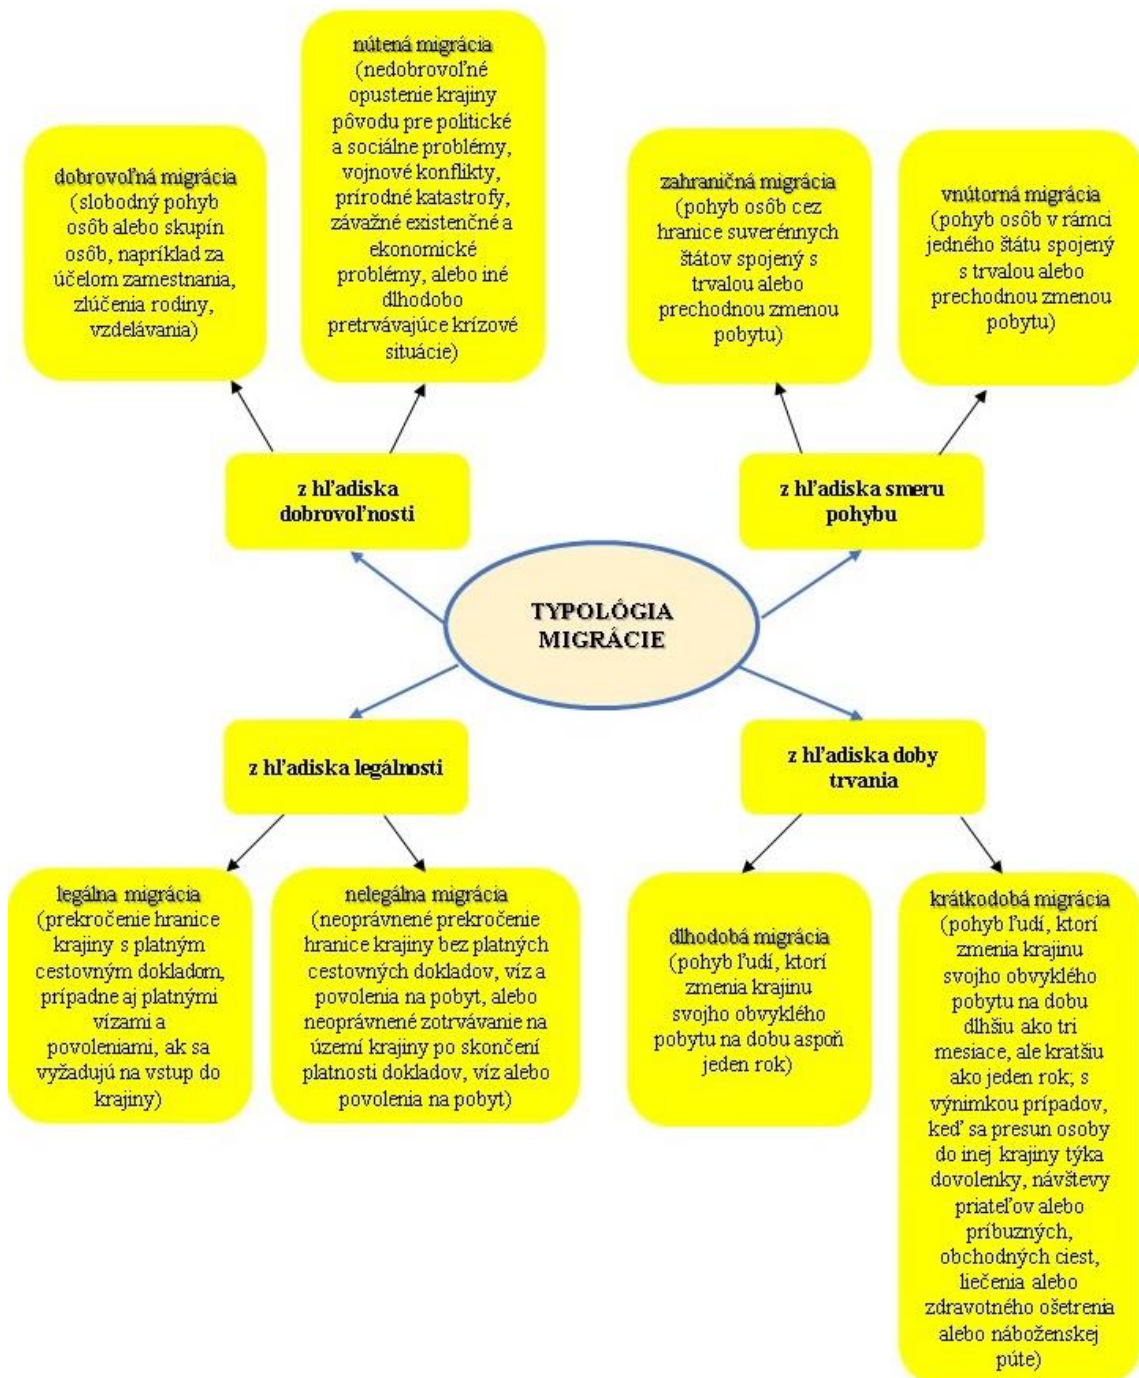 nútená migrácia
(nedobrovoľné
opustenie krajiny
pôvodu pre politické
a sociálne problémy,
vojnové konflikty,
prírodné katastrofy,
závažné existenčné a
ekonomické
problémy, alebo iné
dlhodobo
pretrvávajúce krízové
situácie)
dobrovoľná migrácia
(slobodný pohyb
osôb alebo skupín
osôb, napríklad za
účelom zamestnania,
zlúčenia rodiny,
vzdelávania)
zahraničná migrácia
(pohyb osôb cez
hranice suverénnych
štátov spojený s
trvalou alebo
prechodnou zmenou
pobytu)
vnútorná migrácia
(pohyb osôb v rámci
jedného štátu spojený
s trvalou alebo
prechodnou zmenou
pobytu)
z hľadiska
dobrovoľnosti
z hľadiska smeru
pohybu
TYPOLÓGIA
MIGRÁCIE
z hľadiska legálnosti
z hľadiska doby
trvania
legálna migrácia
(prekročenie hranice
krajiny s platným
cestovným dokladom,
prípadne aj platnými
vízami a
povoleniami, ak sa
vyžadujú na vstup do
krajiny)
nelegálna migrácia
(neoprávnené prekročenie
hranice krajiny bez platných
cestovných dokladov, víz a
povolenia na pobyt, alebo
neoprávnené zotrvávanie na
území krajiny po skončení
platnosti dokladov, víz alebo
povolenia na pobyt)
dlhodobá migrácia
(pohyb ľudí, ktorí
zmenia krajinu
svojho obvyklého
pobytu na dobu aspoň
jeden rok)
krátkodobá migrácia
(pohyb ľudí, ktorí
zmenia krajinu
svojho obvyklého
pobytu na dobu
dlhšiu ako tri
mesiace, ale kratšiu
ako jeden rok; s
výnimkou prípadov,
keď sa presun osoby
do inej krajiny týka
dovolenky, návštevy
priateľov alebo
príbuzných,
obchodných ciest,
liečenia alebo
zdravotného ošetrenia
alebo náboženskej
púte)